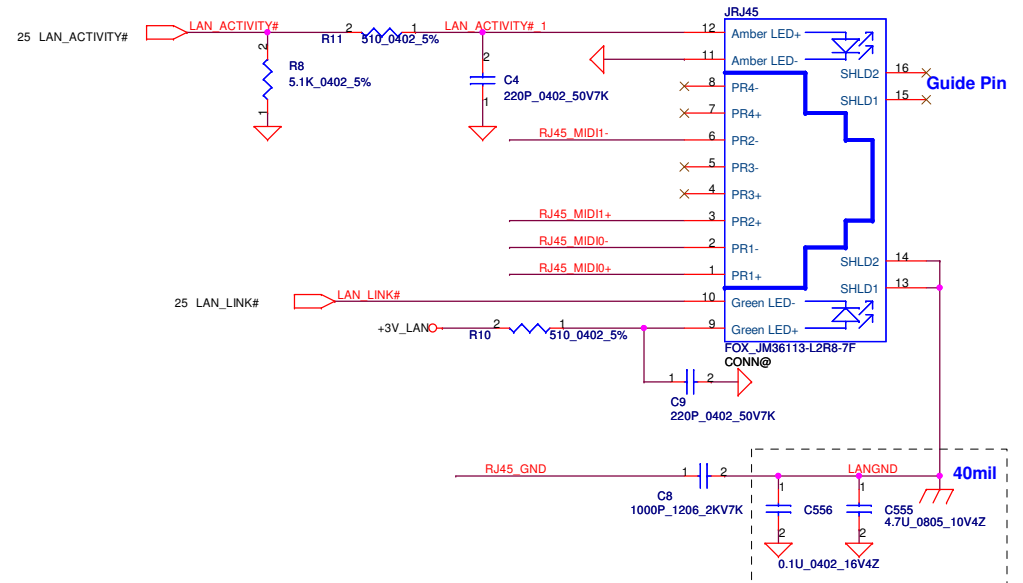 JRJ45
25 LAN_ACTIVITY#
LAN_ACTIVITY#
2
1
R11
510_0402_5%
LAN_ACTIVITY#_1
12
Amber LED+
2
R8
5.1K_0402_5%
1
2
C4
1
220P_0402_50V7K
11
Amber LED-
8
PR4-
7
PR4+
RJ45_MIDI1-
6
PR2-
5
PR3-
4
PR3+
RJ45_MIDI1+
3
PR2+
RJ45_MIDI0-
2
PR1-
RJ45_MIDI0+
1
PR1+
SHLD2
16
Guide Pin
SHLD1
15
SHLD2
14
SHLD1
13
25 LAN_LINK#
LAN_LINK#
10
Green LED-
+3V_LAN
2
1
R10
510_0402_5%
9
Green LED+
FOX_JM36113-L2R8-7F
CONN@
1
2
C9
220P_0402_50V7K
RJ45_GND
1
2
C8
1000P_1206_2KV7K
LANGND
40mil
1
C556
2
0.1U_0402_16V4Z
1
C555
4.7U_0805_10V4Z
2